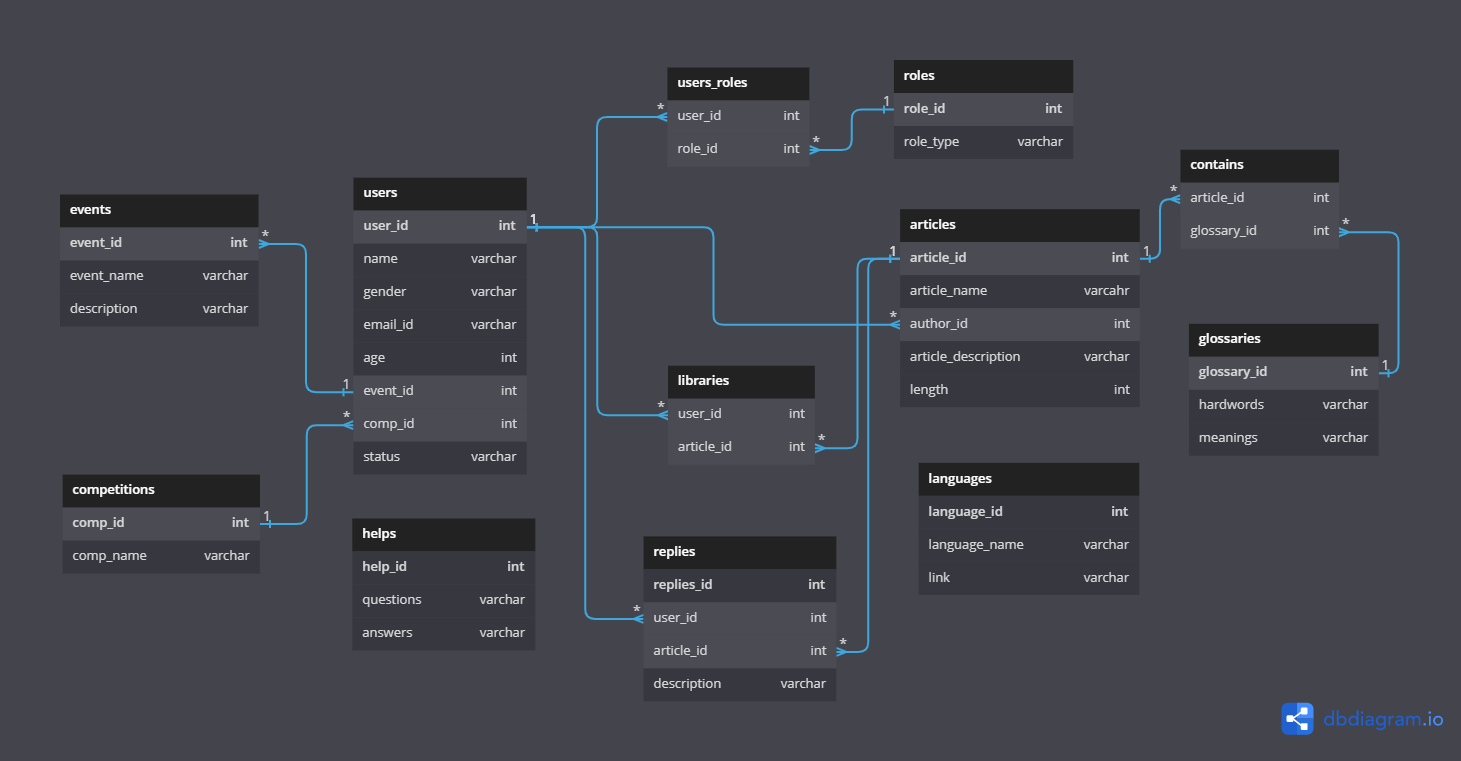 users_roles
user_id int
role_id int
roles
role_id int
role_type varchar
contains
article_id int
glossary_id int
events
event_id int
event_name varchar
description varchar
users
user_id int
name varchar
gender varchar
email_id varchar
age int
event_id int
comp_id int
status varchar
articles
article_id int
article_name varcahr
author_id int
article_description varchar
length int
glossaries
glossary_id int
hardwords varchar
meanings varchar
libraries
user_id int
article_id int
competitions
comp_id int
comp_name varchar
helps
help_id int
questions varchar
answers varchar
languages
language_id int
language_name varchar
link varchar
replies
replies_id int
user_id int
article_id int
description varchar
* 1
*
1
* 1
*
* 1
1 *
*
1
* 1
*
1
*
*
dbdiagram.io